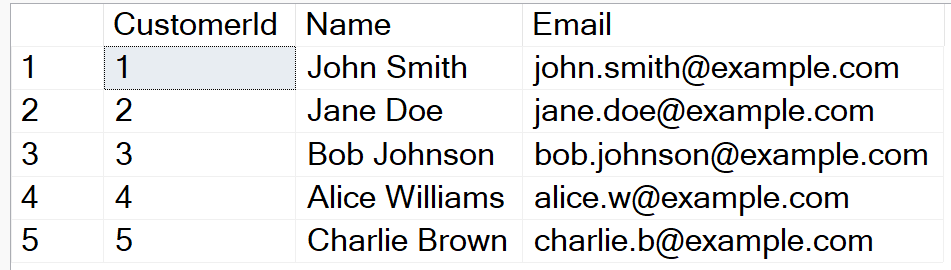 CustomerId Name Email
1 1 John Smith john.smith@example.com
2 2 Jane Doe jane.doe@example.com
3 3 Bob Johnson bob.johnson@example.com
4 4 Alice Williams alice.w@example.com
5 5 Charlie Brown charlie.b@example.com